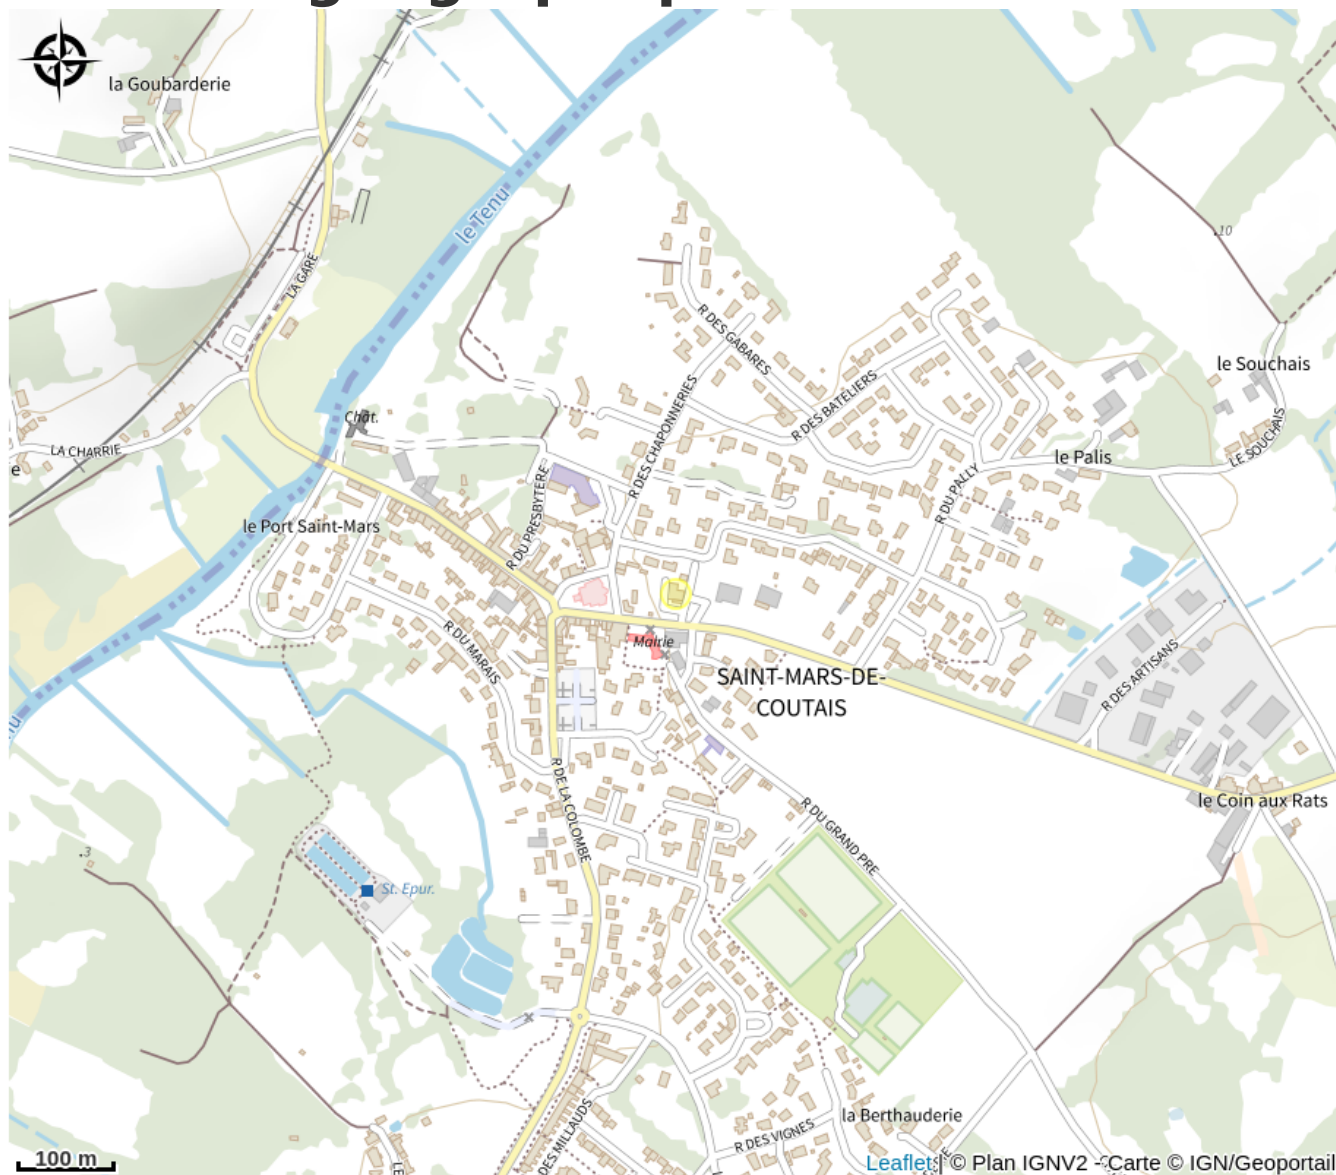 la Goubarderie
le Tenu
LA GARE
10
R DES GABARES
le Souchais
R DES BATELIERS
R DES CHAPONNERIES
Chât.
LA CHARRIE
le Palis
LE SOUCHAIS
R DU PALLY
R DU PRESBYTERE
le Port Saint-Mars
R DU MARAIS
Mairie
R DES ARTISANS
SAINT-MARS-DE-
COUTAIS
R DE LA COLOMBE
R DU GRAND PRE
le Coin aux Rats
3
St. Epur.
la Berthauderie
DES MILLAUDS
R DES VIGNES
100 m
Leaflet | © Plan IGNV2 - Carte © IGN/Geoportail